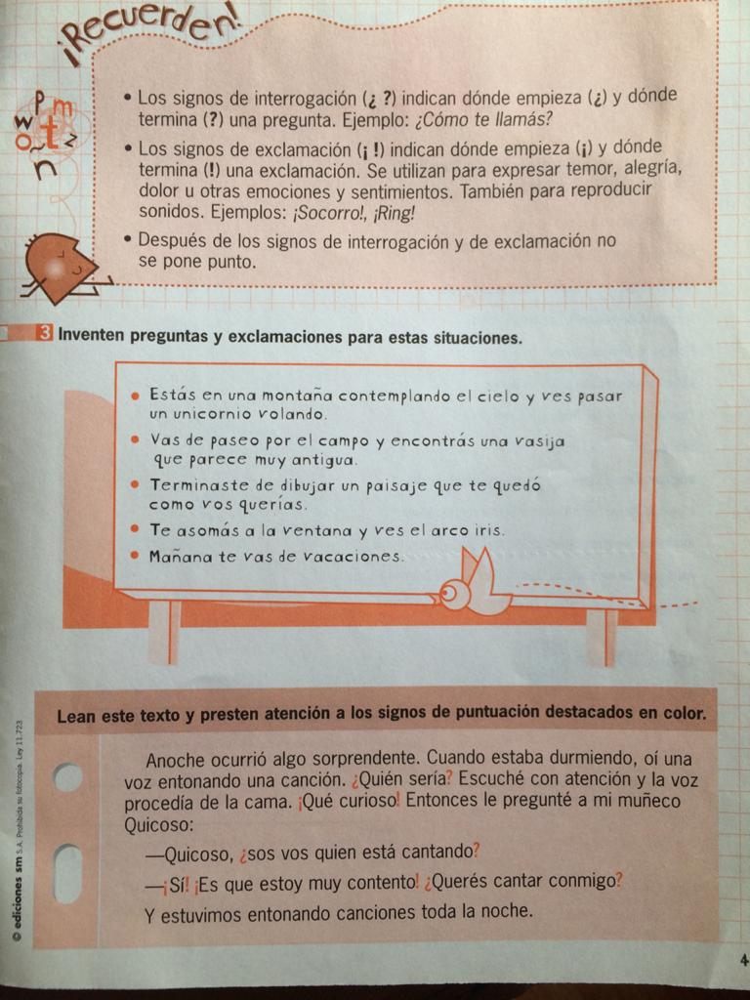 ¡Recuerden!
P
m
w
t
z
o
~
n
• Los signos de interrogación (¿ ?) indican dónde empieza (¿) y dónde
termina (?) una pregunta. Ejemplo: ¿Cómo te llamás?
• Los signos de exclamación (¡ !) indican dónde empieza (¡) y dónde
termina (!) una exclamación. Se utilizan para expresar temor, alegría,
dolor u otras emociones y sentimientos. También para reproducir
sonidos. Ejemplos: ¡Socorro!, ¡Ring!
• Después de los signos de interrogación y de exclamación no
se pone punto.
3 Inventen preguntas y exclamaciones para estas situaciones.
• Estás en una montaña contemplando el cielo y ves pasar
un unicornio volando.
• Vas de paseo por el campo y encontrás una vasija
que parece muy antigua.
• Terminaste de dibujar un paisaje que te quedó
como vos querías.
• Te asomás a la ventana y ves el arco iris.
• Mañana te vas de vacaciones.
Lean este texto y presten atención a los signos de puntuación destacados en color.
Anoche ocurrió algo sorprendente. Cuando estaba durmiendo, oí una
voz entonando una canción. ¿Quién sería? Escuché con atención y la voz
procedía de la cama. ¡Qué curioso! Entonces le pregunté a mi muñeco
Quicoso:
—Quicoso, ¿sos vos quien está cantando?
—¡Sí! ¡Es que estoy muy contento! ¿Querés cantar conmigo?
Y estuvimos entonando canciones toda la noche.
© ediciones sm S.A. Prohibida su fotocopia. Ley 11.723
4